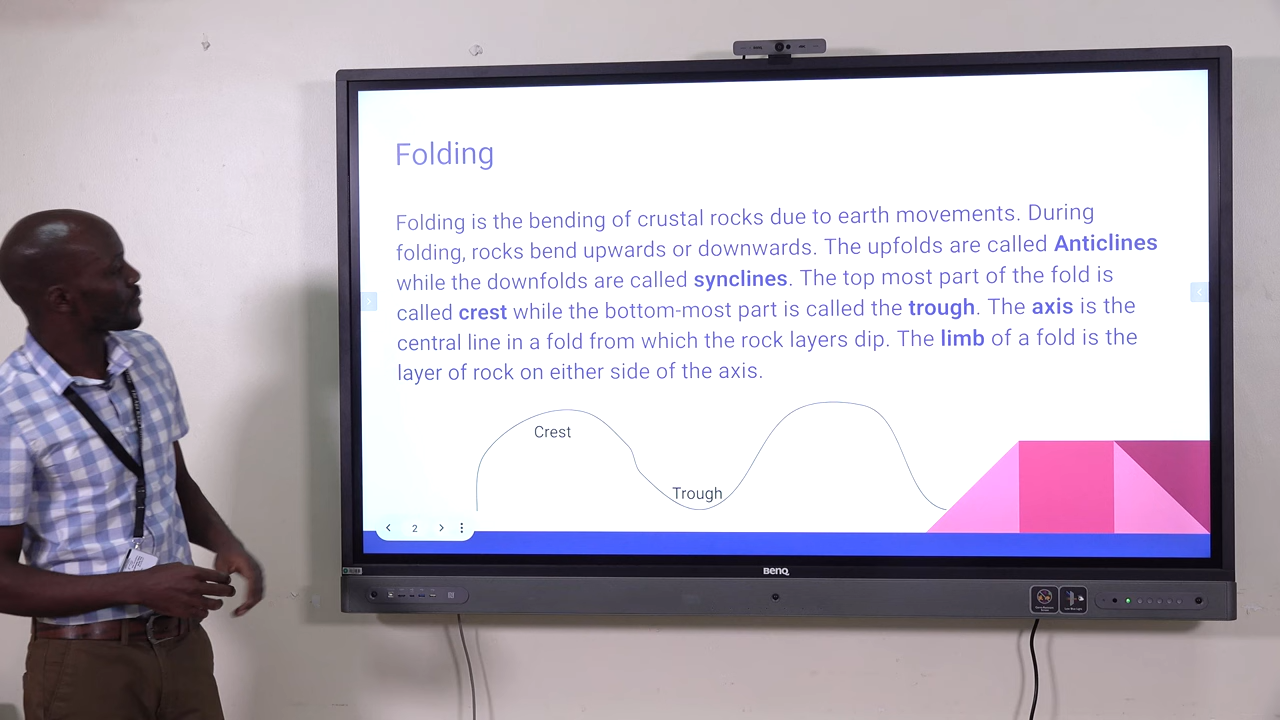 Folding
Folding is the bending of crustal rocks due to earth movements. During
folding, rocks bend upwards or downwards. The upfolds are called Anticlines
while the downfolds are called synclines. The top most part of the fold is
called crest while the bottom-most part is called the trough. The axis is the
central line in a fold from which the rock layers dip. The limb of a fold is the
layer of rock on either side of the axis.
Crest
Trough
2
BenQ